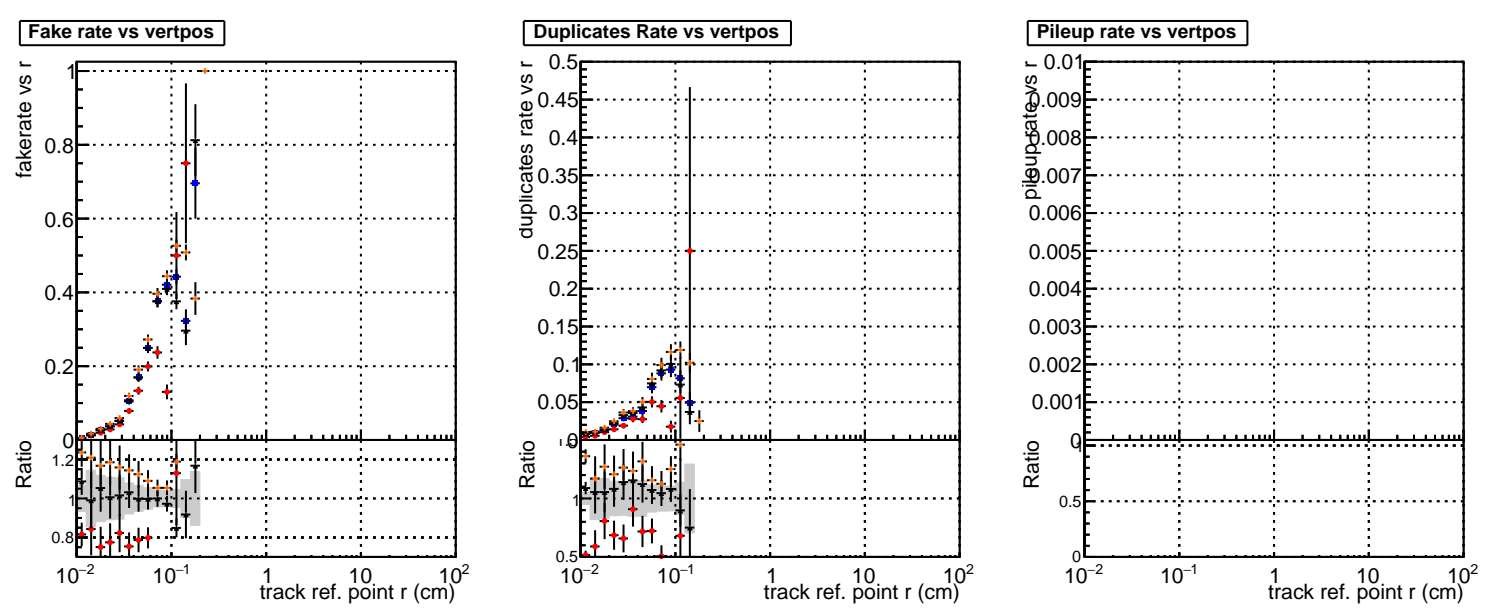 Fake rate vs vertpos
fakerate vs r
1
0.8
0.6
0.4
0.2
0
Ratio
1.2
1
0.8
10−2 10−1 1 10 102
track ref. point r (cm)
Duplicates Rate vs vertpos
duplicates rate vs r
0.5
0.45
0.4
0.35
0.3
0.25
0.2
0.15
0.1
0.05
0
Ratio
1
0.5
10−2 10−1 1 10 102
track ref. point r (cm)
Pileup rate vs vertpos
pileup rate vs r
0.01
0.009
0.008
0.007
0.006
0.005
0.004
0.003
0.002
0.001
0
Ratio
1
0.5
0
10−2 10−1 1 10 102
track ref. point r (cm)